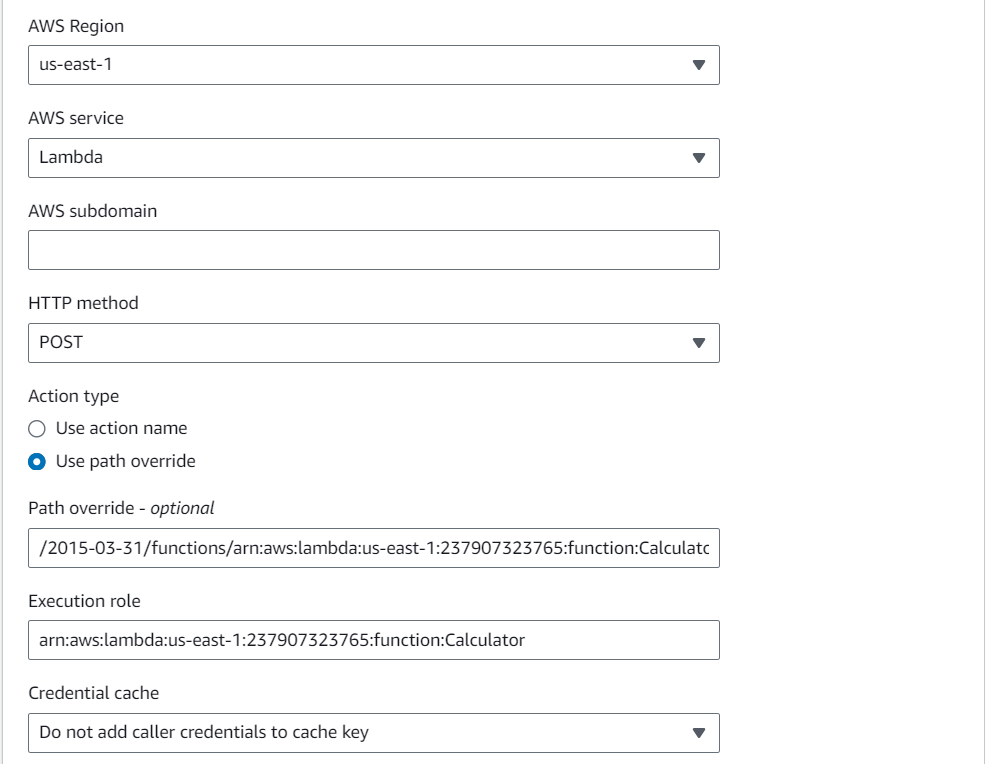 AWS Region
us-east-1
AWS service
Lambda
AWS subdomain
HTTP method
POST
Action type
Use action name
Use path override
Path override - optional
/2015-03-31/functions/arn:aws:lambda:us-east-1:237907323765:function:Calculato
Execution role
arn:aws:lambda:us-east-1:237907323765:function:Calculator
Credential cache
Do not add caller credentials to cache key